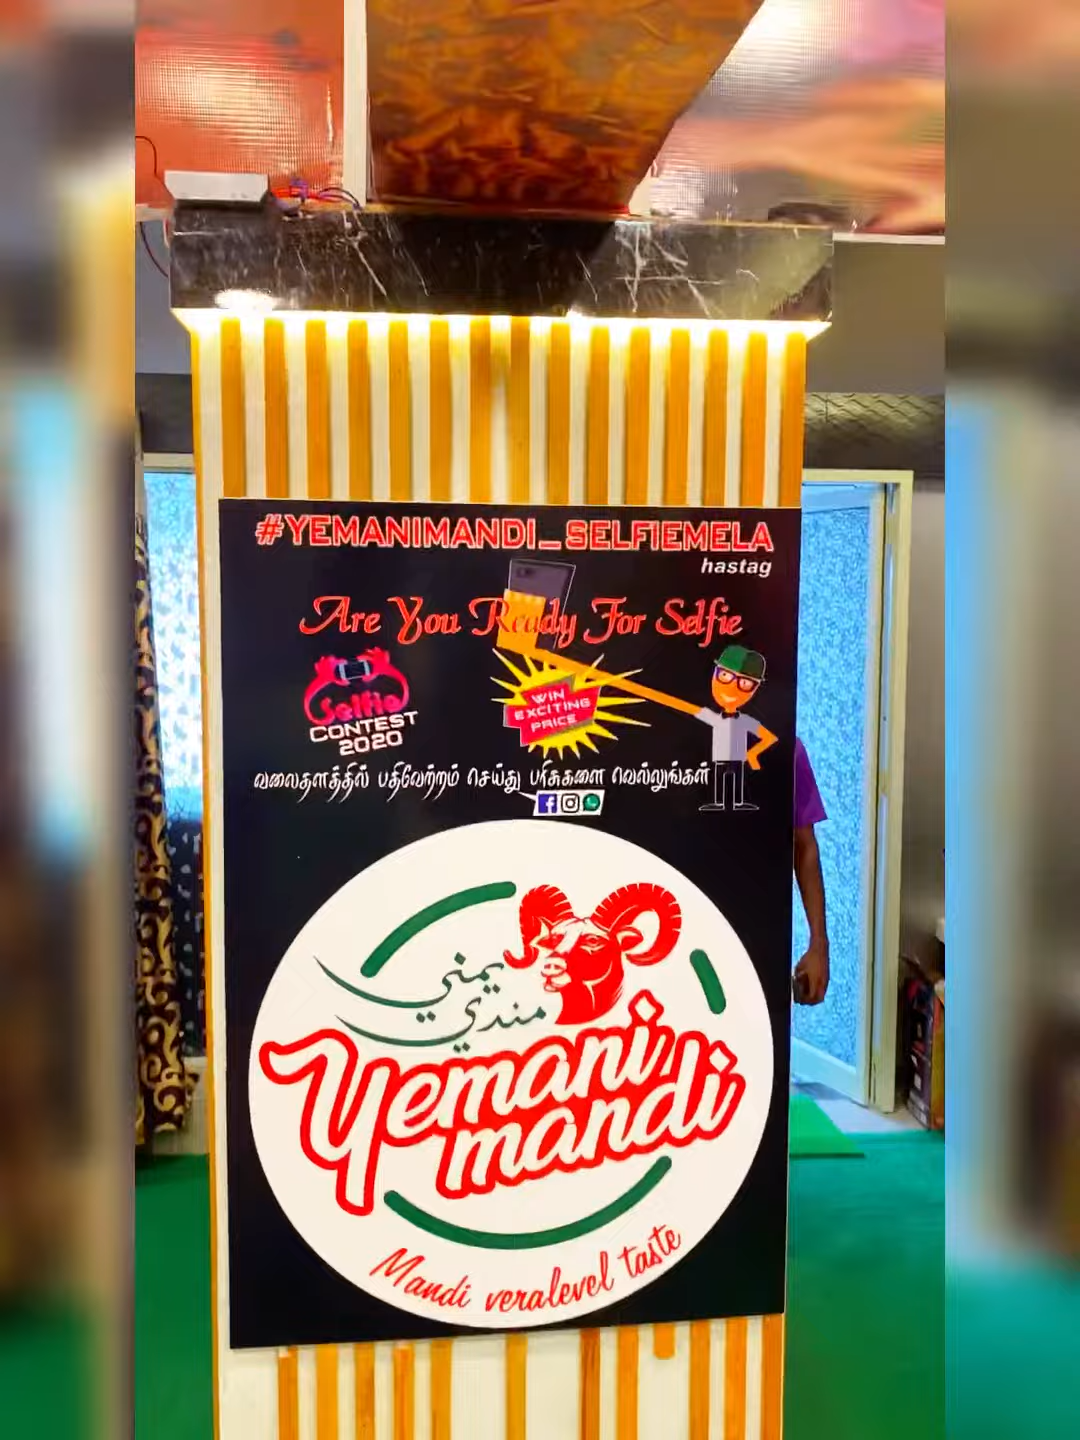 #YEMANIMANDI_SELFIEMELA
hastag
Are You Ready For Selfie
Selfie
CONTEST
2020
WIN
EXCITING
PRICE
வலைதளத்தில் பதிவேற்றம் செய்து பரிசுகளை வெல்லுங்கள்
يمني
مندي
Yemani
mandi
Mandi veralevel taste